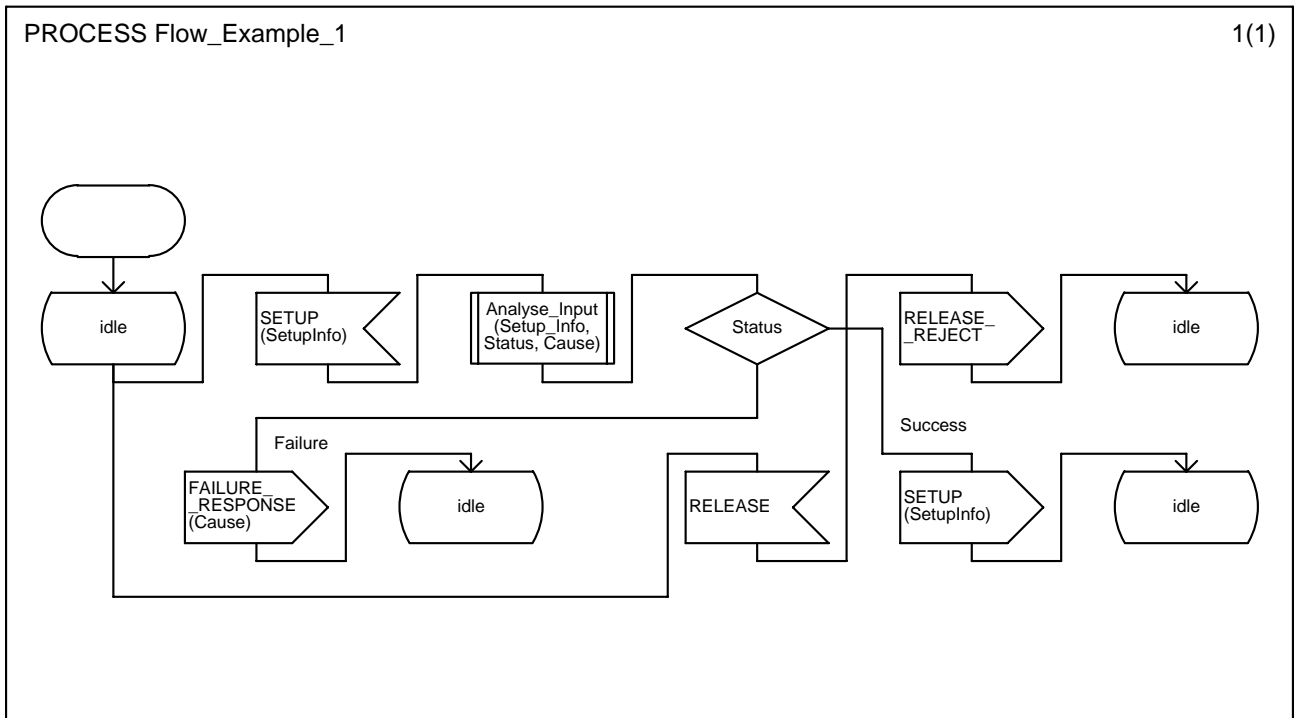 PROCESS Flow_Example_1
1(1)
idle
SETUP
(SetupInfo)
Analyse_Input
(Setup_Info,
Status, Cause)
Status
RELEASE_
_REJECT
idle
Failure
Success
FAILURE_
_RESPONSE
(Cause)
idle
RELEASE
SETUP
(SetupInfo)
idle